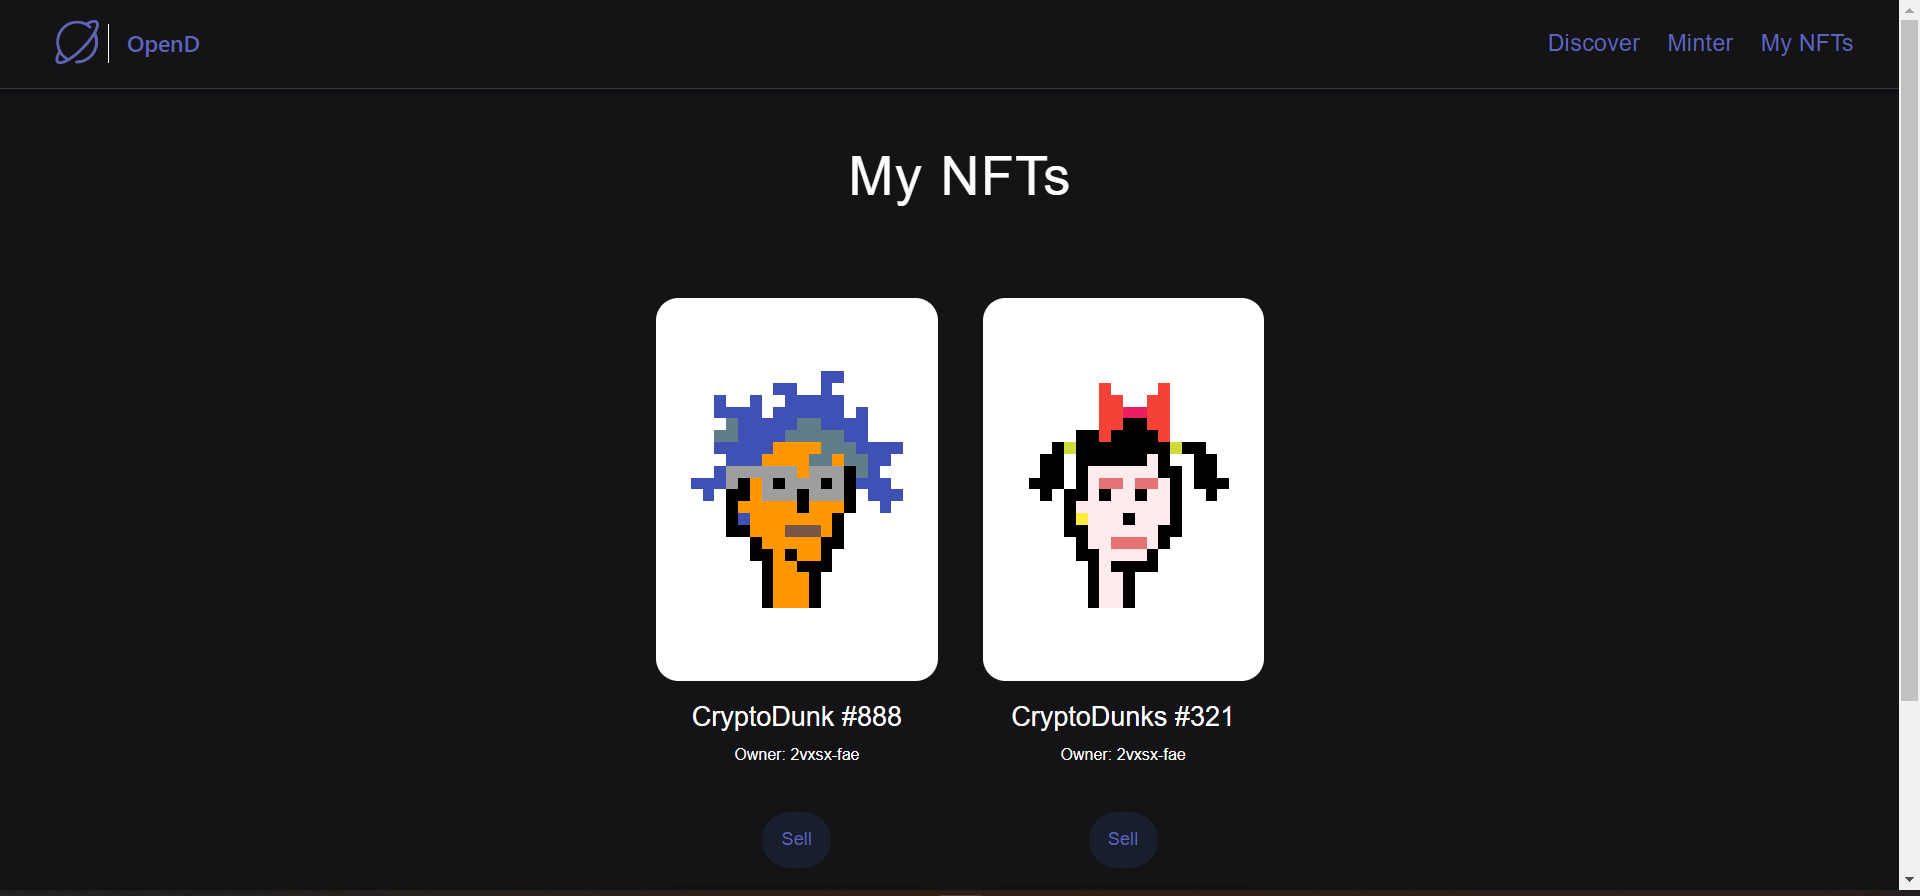 OpenD
Discover Minter My NFTs
My NFTs
CryptoDunk #888
Owner: 2vxsx-fae
Sell
CryptoDunks #321
Owner: 2vxsx-fae
Sell